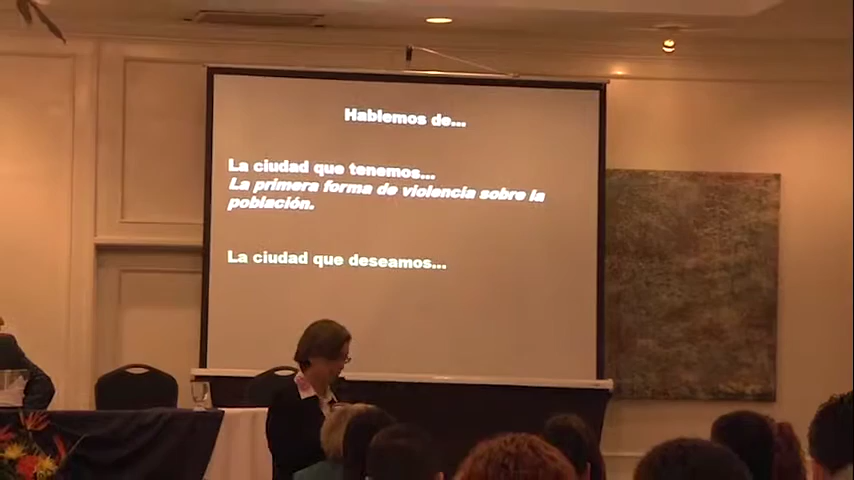 Hablemos de...
La ciudad que tenemos...
La primera forma de violencia sobre la
población.
La ciudad que deseamos...